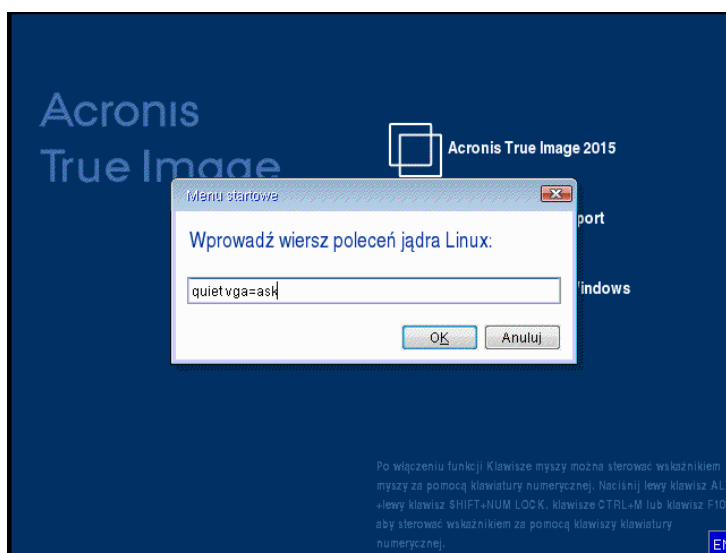 Acronis
True Image
Acronis True Image 2015
port
Windows
Menu startowe
Wprowadź wiersz poleceń jądra Linux:
quiet vga=ask
OK
Anuluj
Po włączeniu funkcji Klawisze myszy można sterować wskaźnikiem
myszy za pomocą klawiatury numerycznej. Naciśnij lewy klawisz AL
+lewy klawisz SHIFT+NUM LOCK, klawisze CTRL+M lub klawisz F10
aby sterować wskaźnikiem za pomocą klawiszy klawiatury
numerycznej.
EN